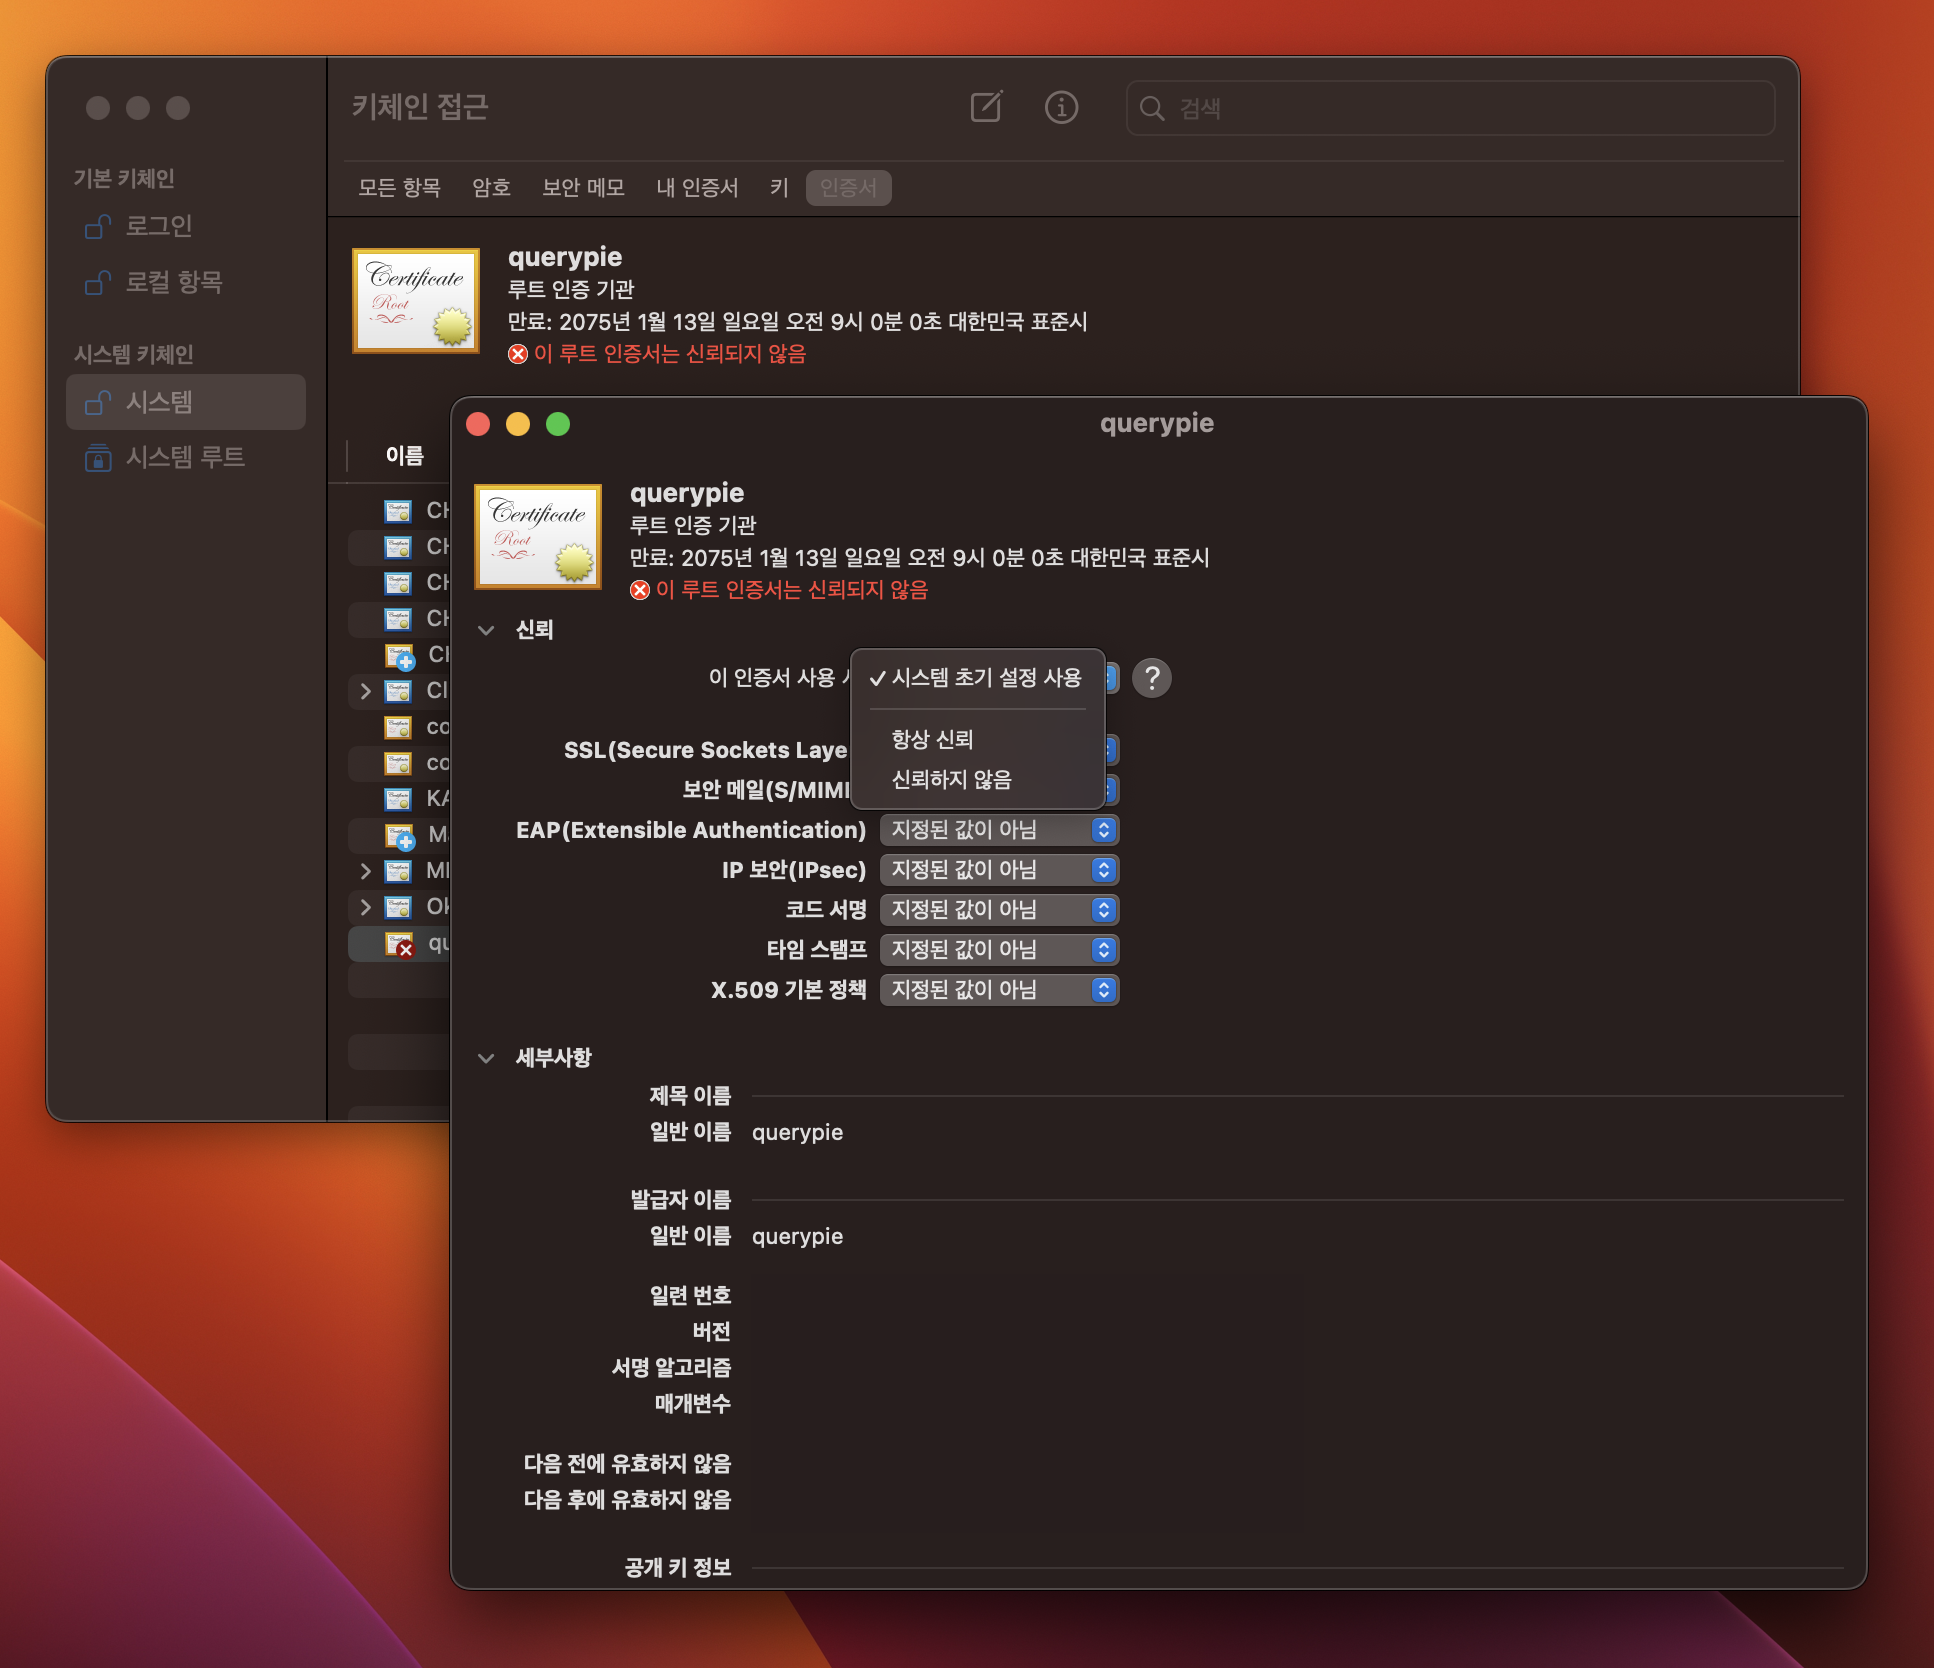 키체인 접근
검색
기본 키체인
로그인
로컬 항목
시스템 키체인
시스템
시스템 루트
모든 항목 암호 보안 메모 내 인증서 키 인증서
Certificate
Root
querypie
루트 인증 기관
만료: 2075년 1월 13일 일요일 오전 9시 0분 0초 대한민국 표준시
이 루트 인증서는 신뢰되지 않음
이름
querypie
Certificate
Root
querypie
루트 인증 기관
만료: 2075년 1월 13일 일요일 오전 9시 0분 0초 대한민국 표준시
이 루트 인증서는 신뢰되지 않음
신뢰
이 인증서 사용 ✓ 시스템 초기 설정 사용 ?
항상 신뢰
신뢰하지 않음
SSL(Secure Sockets Laye
보안 메일(S/MIM
EAP(Extensible Authentication) 지정된 값이 아님
IP 보안(IPsec) 지정된 값이 아님
코드 서명 지정된 값이 아님
타임 스탬프 지정된 값이 아님
X.509 기본 정책 지정된 값이 아님
세부사항
제목 이름
일반 이름 querypie
발급자 이름
일반 이름 querypie
일련 번호
버전
서명 알고리즘
매개변수
다음 전에 유효하지 않음
다음 후에 유효하지 않음
공개 키 정보